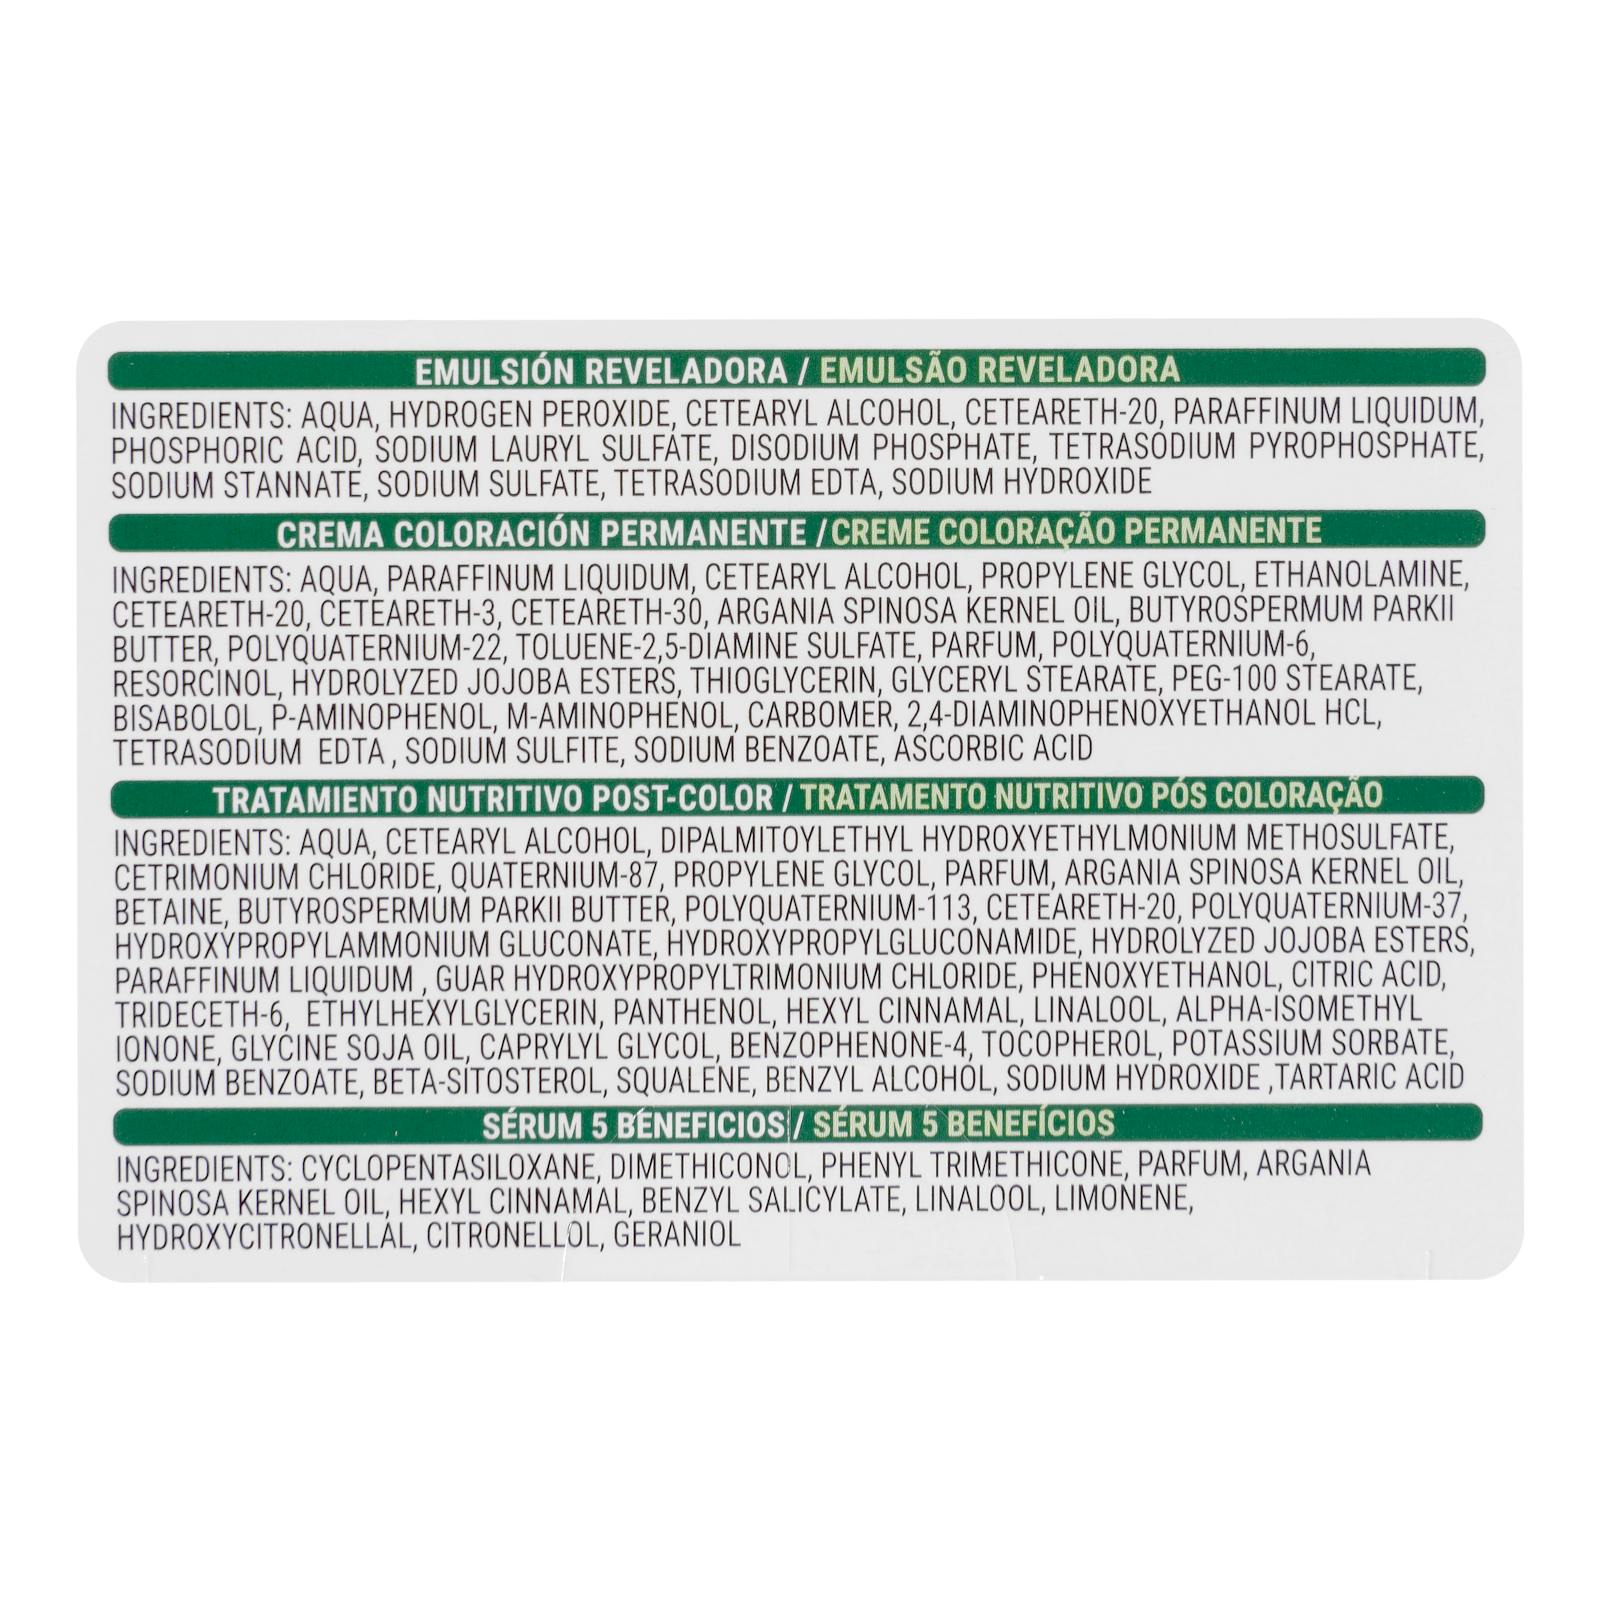 EMULSIÓN REVELADORA / EMULSÃO REVELADORA
INGREDIENTS: AQUA, HYDROGEN PEROXIDE, CETEARYL ALCOHOL, CETEARETH-20, PARAFFINUM LIQUIDUM,
PHOSPHORIC ACID, SODIUM LAURYL SULFATE, DISODIUM PHOSPHATE, TETRASODIUM PYROPHOSPHATE,
SODIUM STANNATE, SODIUM SULFATE, TETRASODIUM EDTA, SODIUM HYDROXIDE
CREMA COLORACIÓN PERMANENTE / CREME COLORAÇÃO PERMANENTE
INGREDIENTS: AQUA, PARAFFINUM LIQUIDUM, CETEARYL ALCOHOL, PROPYLENE GLYCOL, ETHANOLAMINE,
CETEARETH-20, CETEARETH-3, CETEARETH-30, ARGANIA SPINOSA KERNEL OIL, BUTYROSPERMUM PARKII
BUTTER, POLYQUATERNIUM-22, TOLUENE-2,5-DIAMINE SULFATE, PARFUM, POLYQUATERNIUM-6,
RESORCINOL, HYDROLYZED JOJOBA ESTERS, THIOGLYCERIN, GLYCERYL STEARATE, PEG-100 STEARATE,
BISABOLOL, P-AMINOPHENOL, M-AMINOPHENOL, CARBOMER, 2,4-DIAMINOPHENOXYETHANOL HCL,
TETRASODIUM EDTA , SODIUM SULFITE, SODIUM BENZOATE, ASCORBIC ACID
TRATAMIENTO NUTRITIVO POST-COLOR / TRATAMENTO NUTRITIVO PÓS COLORAÇÃO
INGREDIENTS: AQUA, CETEARYL ALCOHOL, DIPALMITOYLETHYL HYDROXYETHYLMONIUM METHOSULFATE,
CETRIMONIUM CHLORIDE, QUATERNIUM-87, PROPYLENE GLYCOL, PARFUM, ARGANIA SPINOSA KERNEL OIL,
BETAINE, BUTYROSPERMUM PARKII BUTTER, POLYQUATERNIUM-113, CETEARETH-20, POLYQUATERNIUM-37,
HYDROXYPROPYLAMMONIUM GLUCONATE, HYDROXYPROPYLGLUCONAMIDE, HYDROLYZED JOJOBA ESTERS,
PARAFFINUM LIQUIDUM , GUAR HYDROXYPROPYLTRIMONIUM CHLORIDE, PHENOXYETHANOL, CITRIC ACID,
TRIDECETH-6, ETHYLHEXYLGLYCERIN, PANTHENOL, HEXYL CINNAMAL, LINALOOL, ALPHA-ISOMETHYL
IONONE, GLYCINE SOJA OIL, CAPRYLYL GLYCOL, BENZOPHENONE-4, TOCOPHEROL, POTASSIUM SORBATE,
SODIUM BENZOATE, BETA-SITOSTEROL, SQUALENE, BENZYL ALCOHOL, SODIUM HYDROXIDE ,TARTARIC ACID
SÉRUM 5 BENEFICIOS / SÉRUM 5 BENEFÍCIOS
INGREDIENTS: CYCLOPENTASILOXANE, DIMETHICONOL, PHENYL TRIMETHICONE, PARFUM, ARGANIA
SPINOSA KERNEL OIL, HEXYL CINNAMAL, BENZYL SALICYLATE, LINALOOL, LIMONENE,
HYDROXYCITRONELLAL, CITRONELLOL, GERANIOL